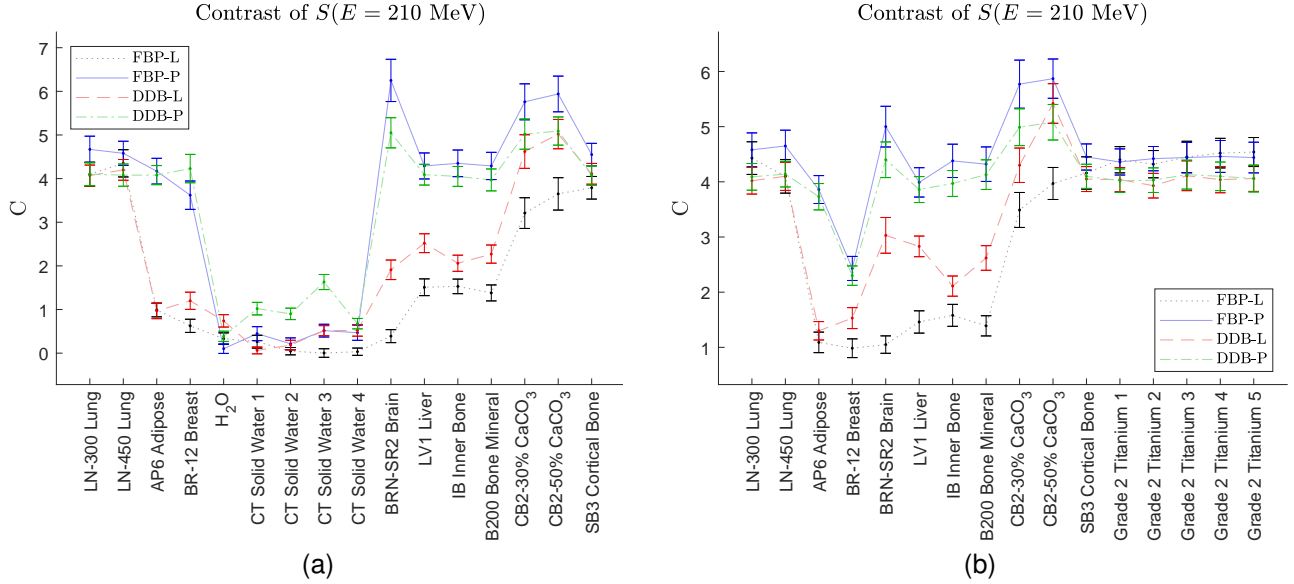 Contrast of S(E = 210 MeV)
C
7
6
5
4
3
2
1
0
FBP-L
FBP-P
DDB-L
DDB-P
LN-300 Lung
LN-450 Lung
AP6 Adipose
BR-12 Breast
H₂O
CT Solid Water 1
CT Solid Water 2
CT Solid Water 3
CT Solid Water 4
BRN-SR2 Brain
LV1 Liver
IB Inner Bone
B200 Bone Mineral
CB2-30% CaCO₃
CB2-50% CaCO₃
SB3 Cortical Bone
(a)
Contrast of S(E = 210 MeV)
C
6
5
4
3
2
1
FBP-L
FBP-P
DDB-L
DDB-P
LN-300 Lung
LN-450 Lung
AP6 Adipose
BR-12 Breast
BRN-SR2 Brain
LV1 Liver
IB Inner Bone
B200 Bone Mineral
CB2-30% CaCO₃
CB2-50% CaCO₃
SB3 Cortical Bone
Grade 2 Titanium 1
Grade 2 Titanium 2
Grade 2 Titanium 3
Grade 2 Titanium 4
Grade 2 Titanium 5
(b)